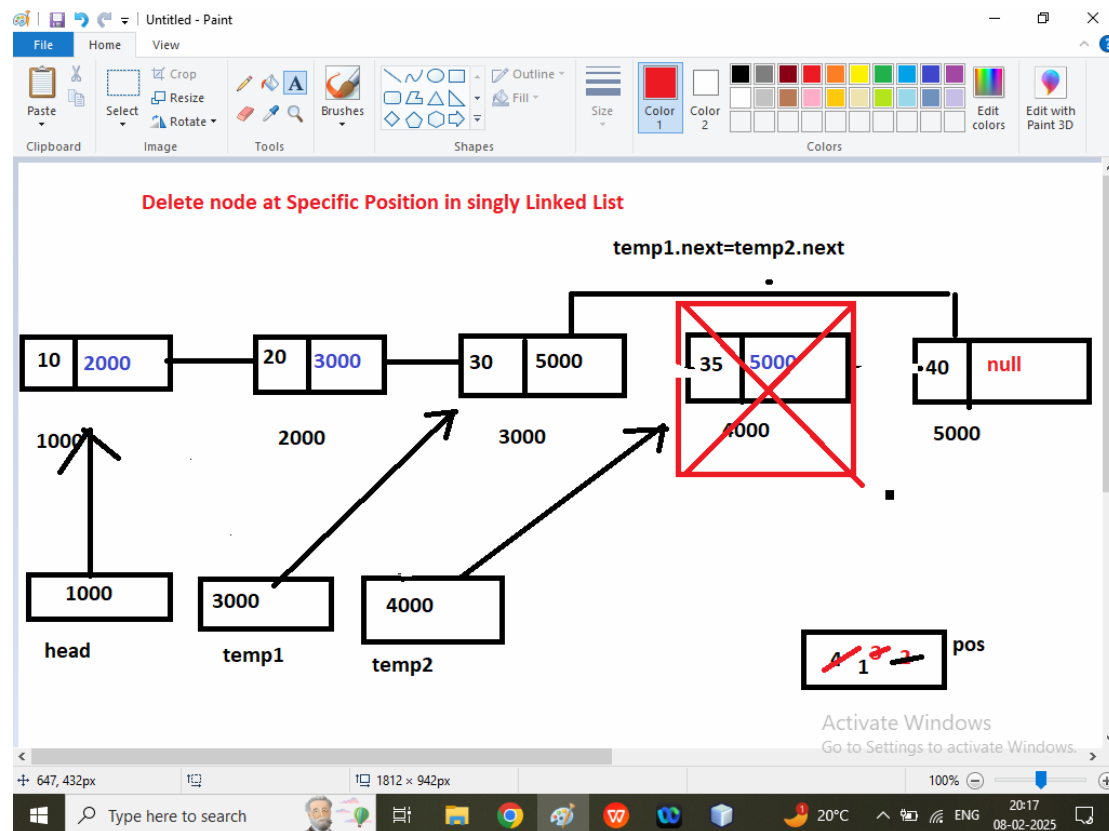 Untitled - Paint
File Home View
Paste
Select
Crop
Resize
Rotate
Brushes
Outline
Fill
Size
Color 1
Color 2
Edit colors
Edit with Paint 3D
Clipboard Image Tools Shapes Colors
Delete node at Specific Position in singly Linked List
temp1.next=temp2.next
10 2000 20 3000 30 5000 35 5000 40 null
1000 2000 3000 4000 5000
1000 3000 4000
head temp1 temp2
4 1 3 2 pos
Activate Windows
Go to Settings to activate Windows.
647, 432px 1812 × 942px 100%
Type here to search 1 20°C ENG 20:17
08-02-2025